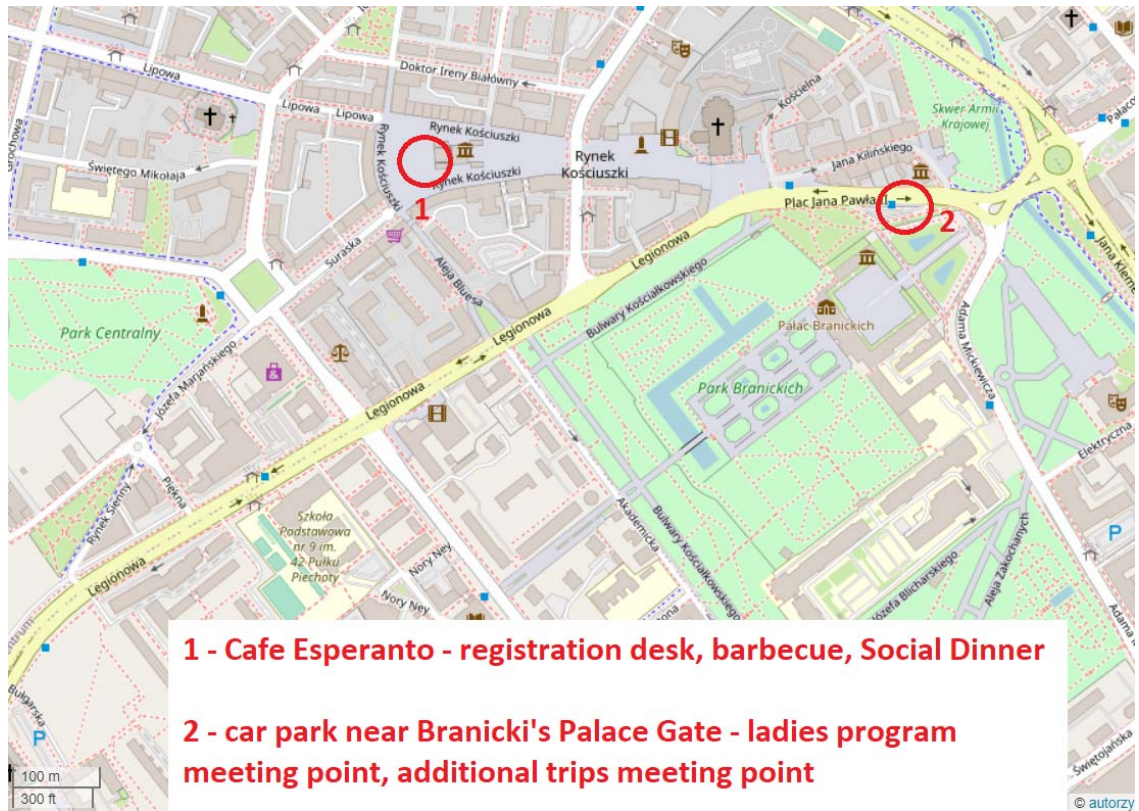 Lipowa
Doktor Ireny Białówny
Lipowa
Lipowa
Rynek Kościuszki
Rynek Kościuszki
Rynek Kościuszki
Rynek
Kościuszki
Kościelna
Skwer Armii
Krajowej
Jana Kilińskiego
Świętego Mikołaja
1
Plac Jana Pawła II
2
Suraska
Aleja Bluesa
Legionowa
Bulwary Kościałkowskiego
Park Centralny
Józefa Marjańskiego
Legionowa
Legionowa
Pałac Branickich
Park Branickich
Adama Mickiewicza
Elektryczna
Piękna
Rynek Sienny
Szkoła
Podstawowa
nr 9 im.
42 Pułku
Piechoty
Akademicka
Bulwary Kościałkowskiego
Aleja Zakochanych
Józefa Blicharskiego
P
Legionowa
Nory Ney
Nory Ney
Bułgarska
P
1 - Cafe Esperanto - registration desk, barbecue, Social Dinner
2 - car park near Branicki's Palace Gate - ladies program
meeting point, additional trips meeting point
Świętojańska
100 m
300 ft
© autorzy